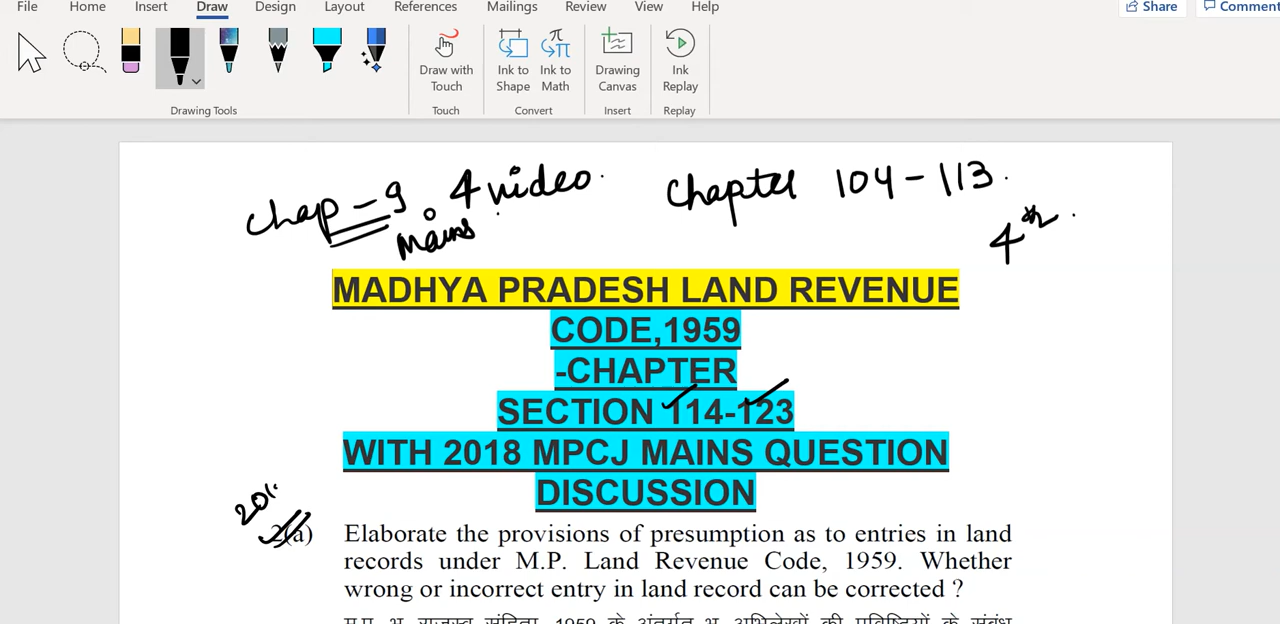 File Home Insert Draw Design Layout References Mailings Review View Help Share Comment
Draw with Touch
Ink to Shape
Ink to Math
Drawing Canvas
Ink Replay
Drawing Tools Touch Convert Insert Replay
chap - 9. 4 video. Chapter 104-113.
mains
4th.
MADHYA PRADESH LAND REVENUE
CODE,1959
-CHAPTER
SECTION 114-123
WITH 2018 MPCJ MAINS QUESTION
DISCUSSION
2(a) Elaborate the provisions of presumption as to entries in land
records under M.P. Land Revenue Code, 1959. Whether
wrong or incorrect entry in land record can be corrected ?
संहिता, 1959 के